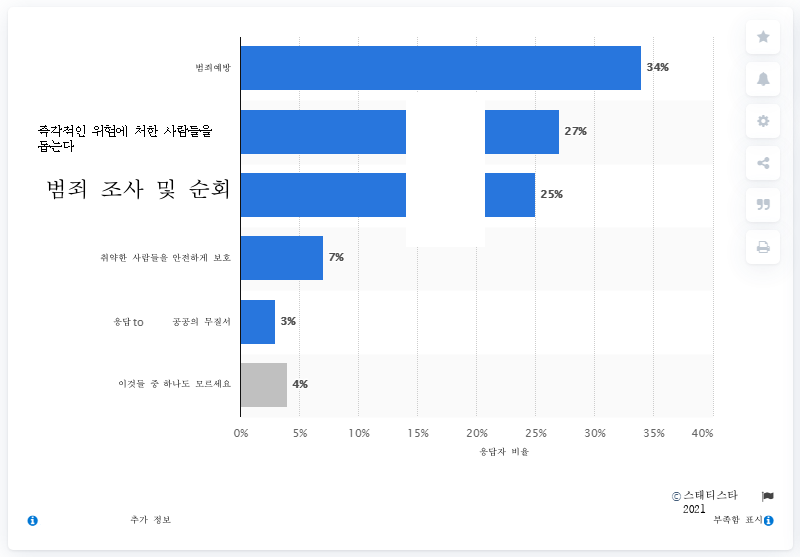 범죄예방
34%
즉각적인 위험에 처한 사람들을
돕는다
27%
범죄 조사 및 순회
25%
취약한 사람들을 안전하게 보호
7%
응답 to 공공의 무질서
3%
이것들 중 하나도 모르세요
4%
0% 5% 10% 15% 20% 25% 30% 35% 40%
응답자 비율
© 스태티스타
2021
추가 정보
부족함 표시